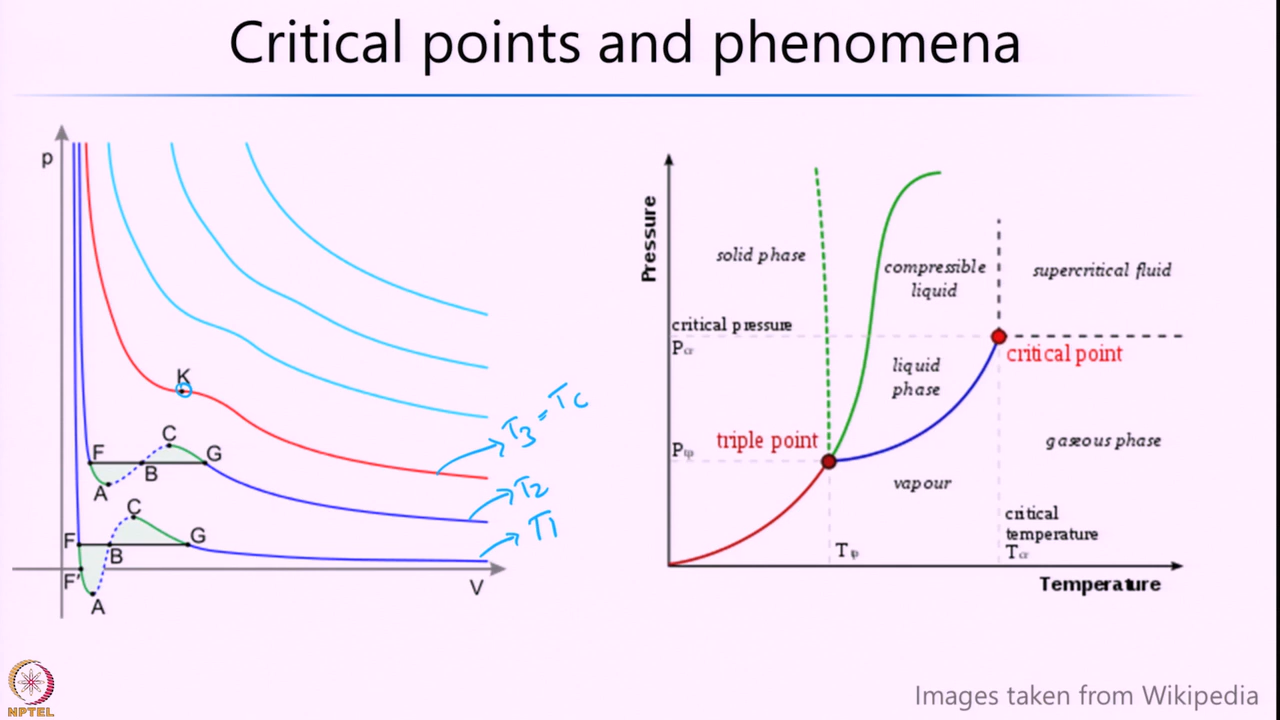 Critical points and phenomena
p
K
F
C
G
A
B
C
F
G
B
F'
A
V
T3 = Tc
T2
T1
Pressure
solid phase
compressible
liquid
supercritical fluid
critical pressure
Pcr
critical point
liquid
phase
triple point
Ptp
gaseous phase
vapour
critical
temperature
Tcr
Ttp
Temperature
NPTEL
Images taken from Wikipedia